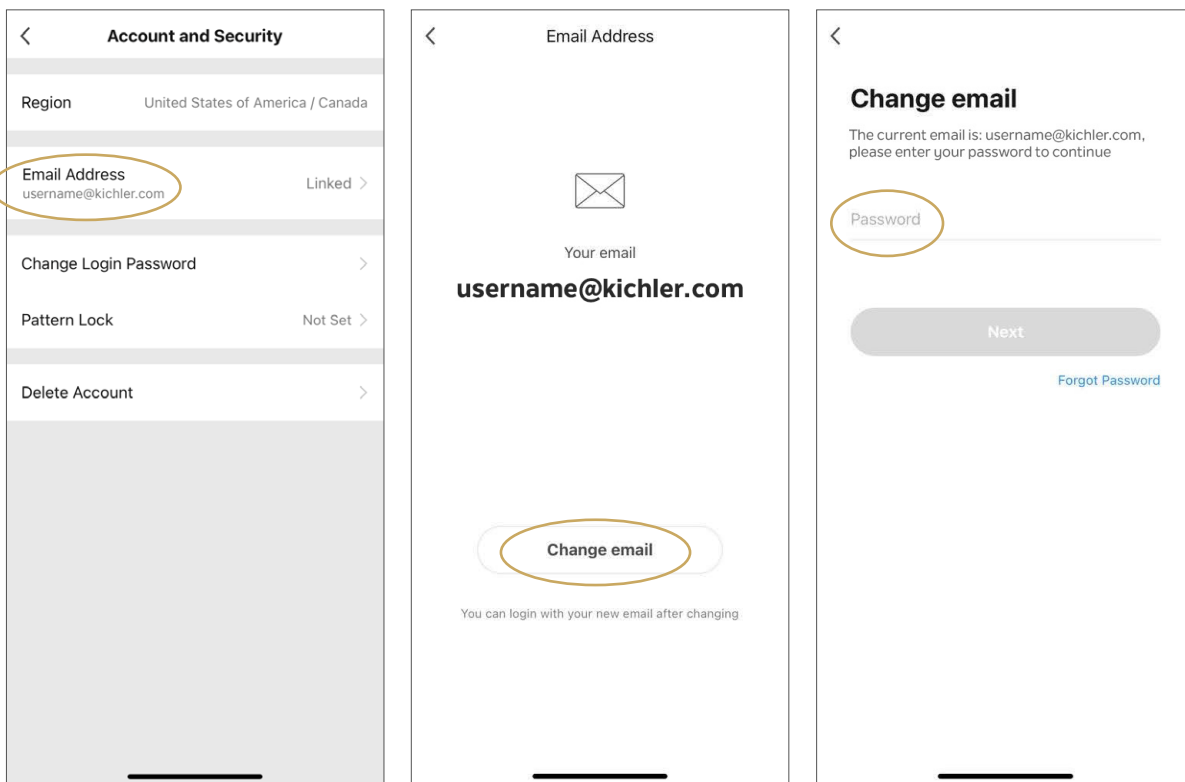 Account and Security
Region United States of America / Canada
Email Address
username@kichler.com
Linked
Change Login Password
Pattern Lock Not Set
Delete Account
Email Address
Your email
username@kichler.com
Change email
You can login with your new email after changing
Change email
The current email is: username@kichler.com,
please enter your password to continue
Password
Next
Forgot Password